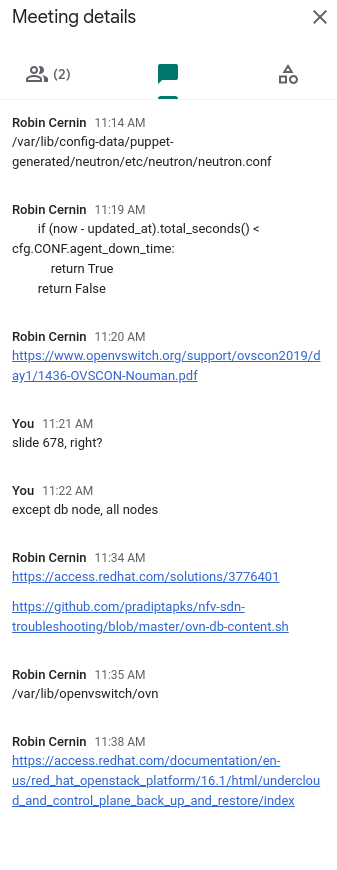 Meeting details
(2)
Robin Cernin 11:14 AM
/var/lib/config-data/puppet-
generated/neutron/etc/neutron/neutron.conf
Robin Cernin 11:19 AM
if (now - updated_at).total_seconds() <
cfg.CONF.agent_down_time:
return True
return False
Robin Cernin 11:20 AM
https://www.openvswitch.org/support/ovscon2019/d
ay1/1436-OVSCON-Nouman.pdf
You 11:21 AM
slide 678, right?
You 11:22 AM
except db node, all nodes
Robin Cernin 11:34 AM
https://access.redhat.com/solutions/3776401
https://github.com/pradiptapks/nfv-sdn-
troubleshooting/blob/master/ovn-db-content.sh
Robin Cernin 11:35 AM
/var/lib/openvswitch/ovn
Robin Cernin 11:38 AM
https://access.redhat.com/documentation/en-
us/red_hat_openstack_platform/16.1/html/underclou
d_and_control_plane_back_up_and_restore/index